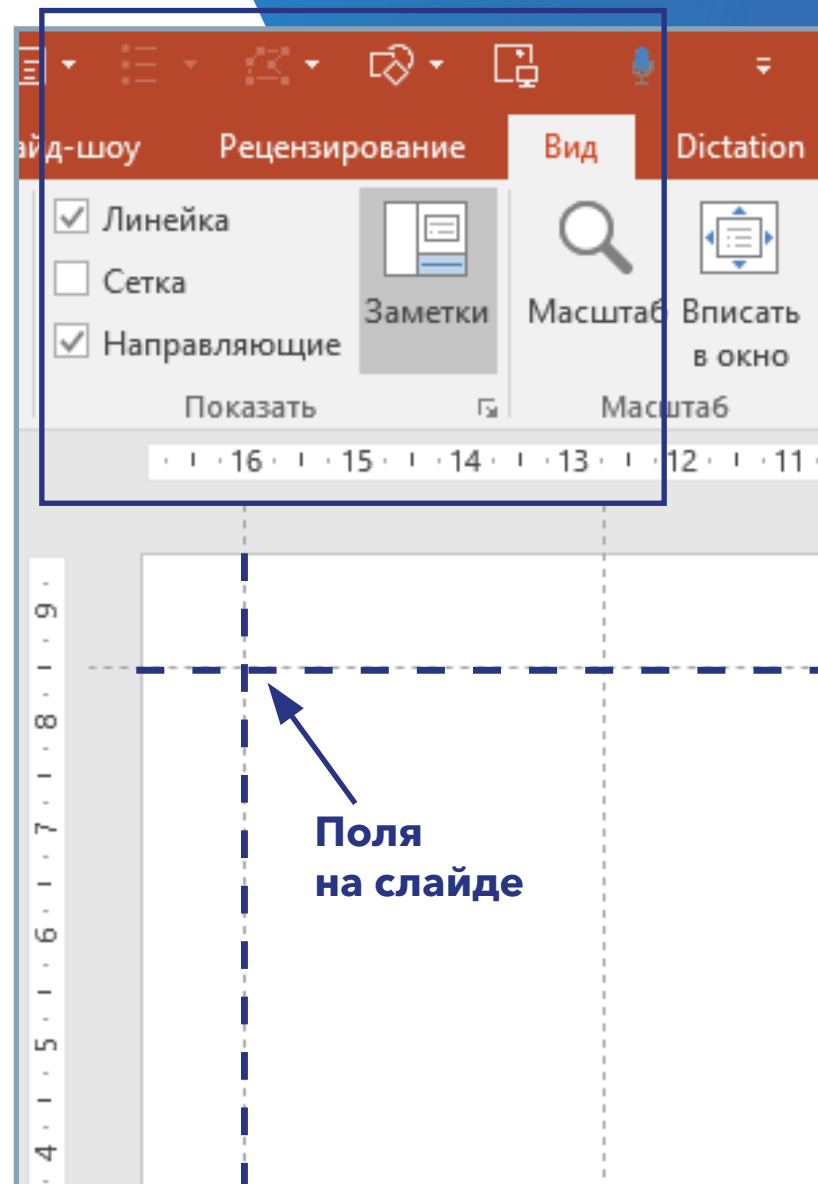 айд-шоу Рецензирование Вид Dictation
Линейка
Сетка
Направляющие
Заметки
Масштаб
Вписать
в окно
Показать
Масштаб
16 15 14 13 12 11
9
8
7
6
5
4
Поля
на слайде